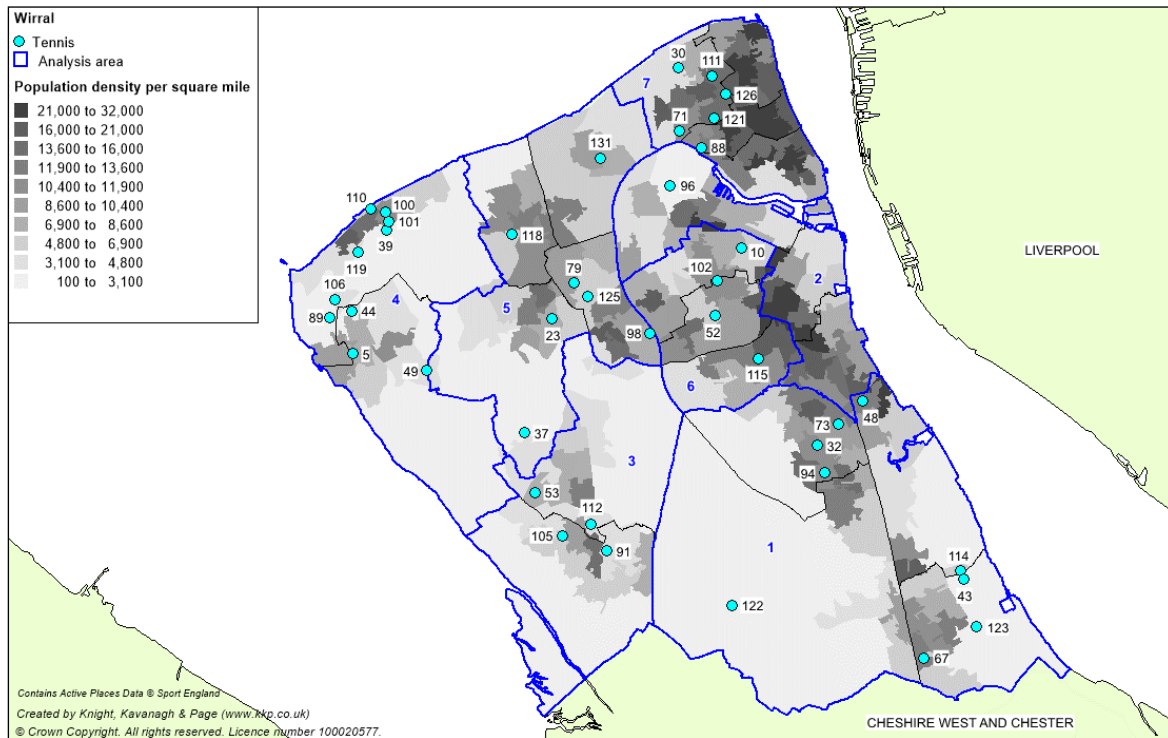 Wirral
Tennis
Analysis area
Population density per square mile
21,000 to 32,000
16,000 to 21,000
13,600 to 16,000
11,900 to 13,600
10,400 to 11,900
8,600 to 10,400
6,900 to 8,600
4,800 to 6,900
3,100 to 4,800
100 to 3,100
30
111
7
126
71
121
88
131
96
110
100
101
39
118
119
10
LIVERPOOL
102
2
79
125
106
4
44
89
5
23
52
98
5
49
115
6
48
73
37
32
3
94
53
112
105
91
1
114
43
122
123
67
Contains Active Places Data ® Sport England
Created by Knight, Kavanagh & Page (www.kkp.co.uk)
© Crown Copyright. All rights reserved. Licence number 100020577.
CHESHIRE WEST AND CHESTER